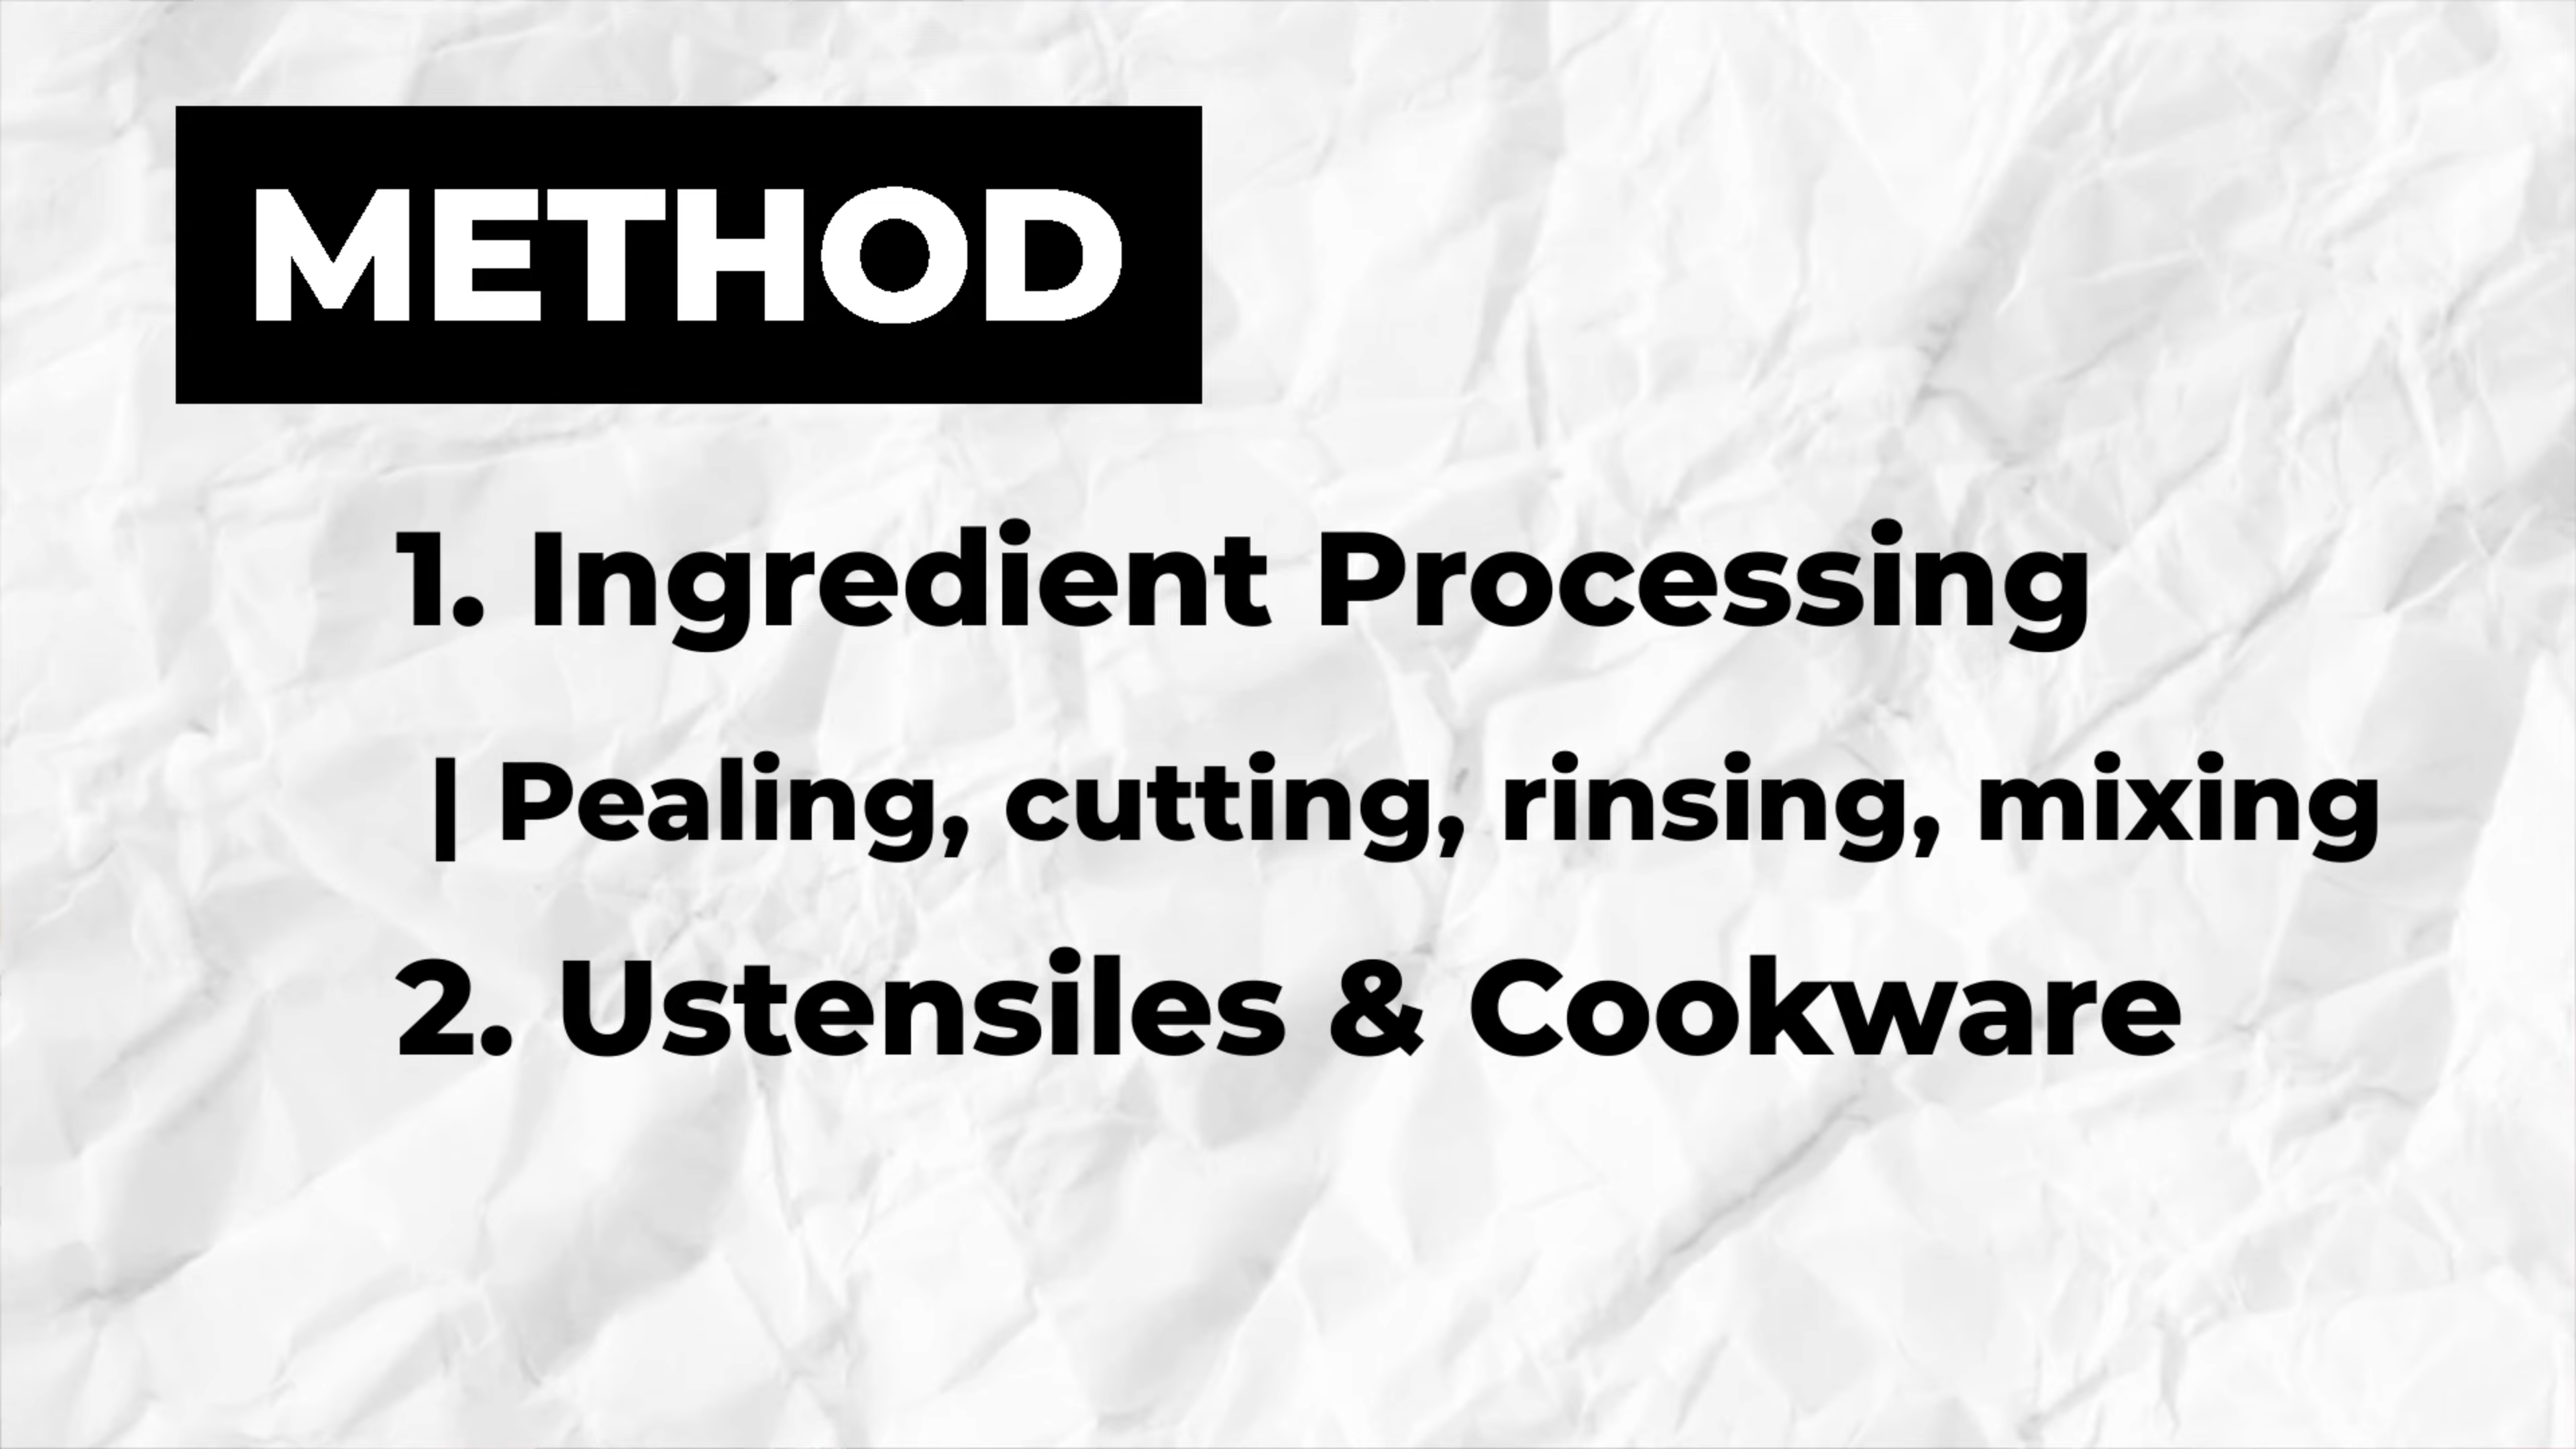 METHOD
1. Ingredient Processing
| Pealing, cutting, rinsing, mixing
2. Ustensiles & Cookware